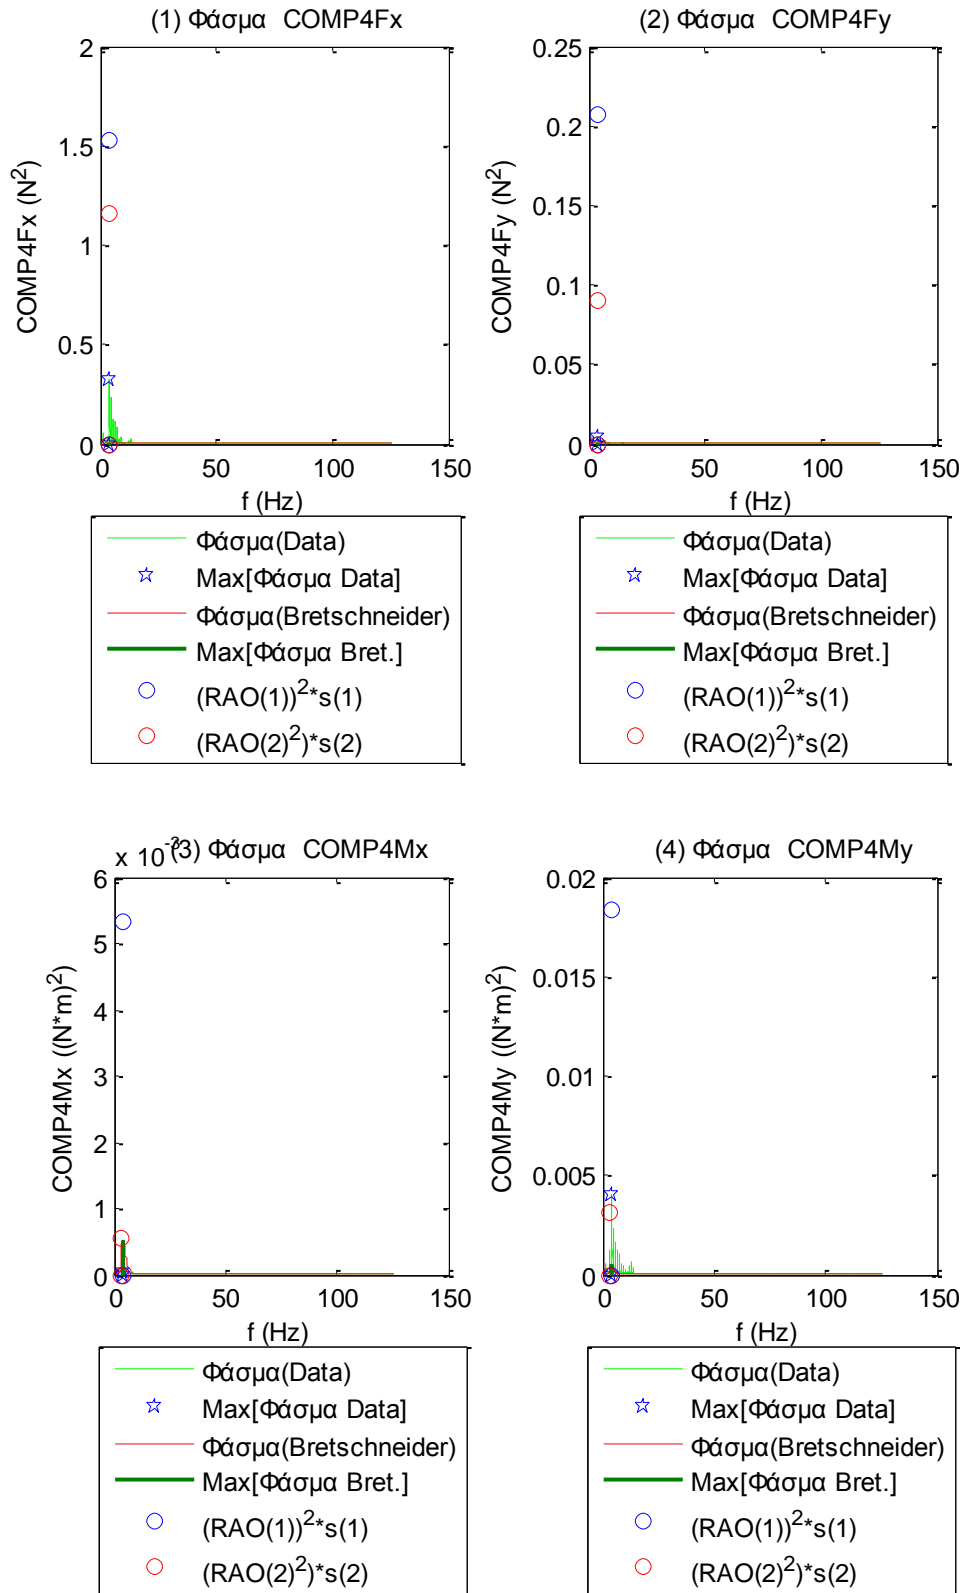 (1) Φάσμα COMP4Fx
2
1.5
1
0.5
0
0 50 100 150
COMP4Fx (N^2)
f (Hz)
Φάσμα(Data)
Max[Φάσμα Data]
Φάσμα(Bretschneider)
Max[Φάσμα Bret.]
(RAO(1))^2*s(1)
(RAO(2)^2)*s(2)
(2) Φάσμα COMP4Fy
0.25
0.2
0.15
0.1
0.05
0
0 50 100 150
COMP4Fy (N^2)
f (Hz)
Φάσμα(Data)
Max[Φάσμα Data]
Φάσμα(Bretschneider)
Max[Φάσμα Bret.]
(RAO(1))^2*s(1)
(RAO(2)^2)*s(2)
x 10^-3
(3) Φάσμα COMP4Mx
6
5
4
3
2
1
0
0 50 100 150
COMP4Mx ((N*m)^2)
f (Hz)
Φάσμα(Data)
Max[Φάσμα Data]
Φάσμα(Bretschneider)
Max[Φάσμα Bret.]
(RAO(1))^2*s(1)
(RAO(2)^2)*s(2)
(4) Φάσμα COMP4My
0.02
0.015
0.01
0.005
0
0 50 100 150
COMP4My ((N*m)^2)
f (Hz)
Φάσμα(Data)
Max[Φάσμα Data]
Φάσμα(Bretschneider)
Max[Φάσμα Bret.]
(RAO(1))^2*s(1)
(RAO(2)^2)*s(2)